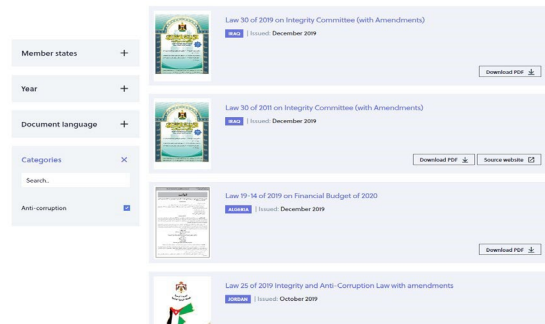 Member states
Year
Document language
Categories
Search..
Anti-corruption
Law 30 of 2019 on Integrity Committee (with Amendments)
IRAQ | Issued: December 2019
Download PDF
Law 30 of 2011 on Integrity Committee (with Amendments)
IRAQ | Issued: December 2019
Download PDF
Source website
Law 19-14 of 2019 on Financial Budget of 2020
ALGERIA | Issued: December 2019
Download PDF
Law 25 of 2019 Integrity and Anti-Corruption Law with amendments
JORDAN | Issued: October 2019